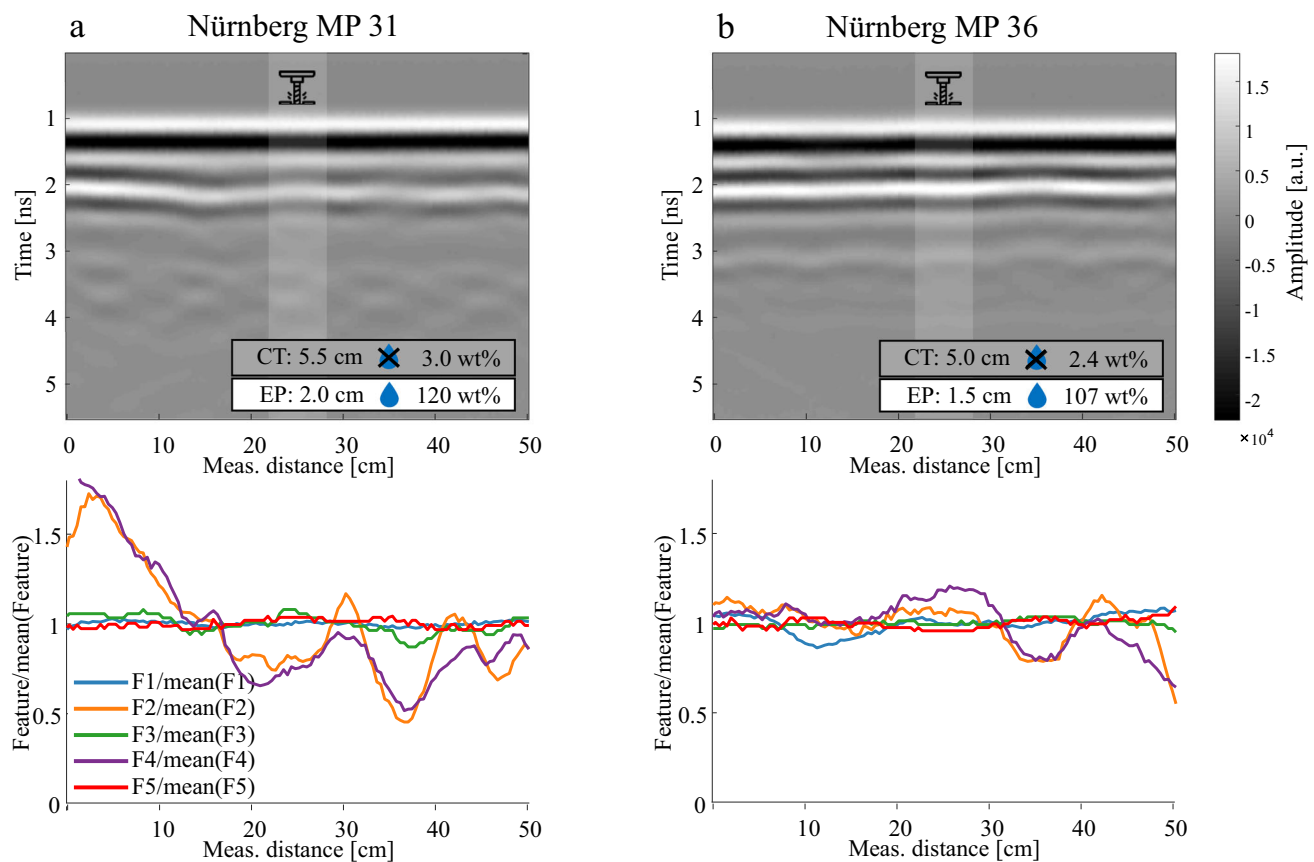 a Nürnberg MP 31
b Nürnberg MP 36
Time [ns]
1
2
3
4
5
CT: 5.5 cm 3.0 wt%
EP: 2.0 cm 120 wt%
0 10 20 30 40 50
Meas. distance [cm]
Time [ns]
1
2
3
4
5
CT: 5.0 cm 2.4 wt%
EP: 1.5 cm 107 wt%
0 10 20 30 40 50
Meas. distance [cm]
1.5
1
0.5
0
-0.5
-1
-1.5
-2
×10⁴
Amplitude [a.u.]
Feature/mean(Feature)
1.5
1
0.5
0
F1/mean(F1)
F2/mean(F2)
F3/mean(F3)
F4/mean(F4)
F5/mean(F5)
10 20 30 40 50
Meas. distance [cm]
Feature/mean(Feature)
1.5
1
0.5
0
10 20 30 40 50
Meas. distance [cm]